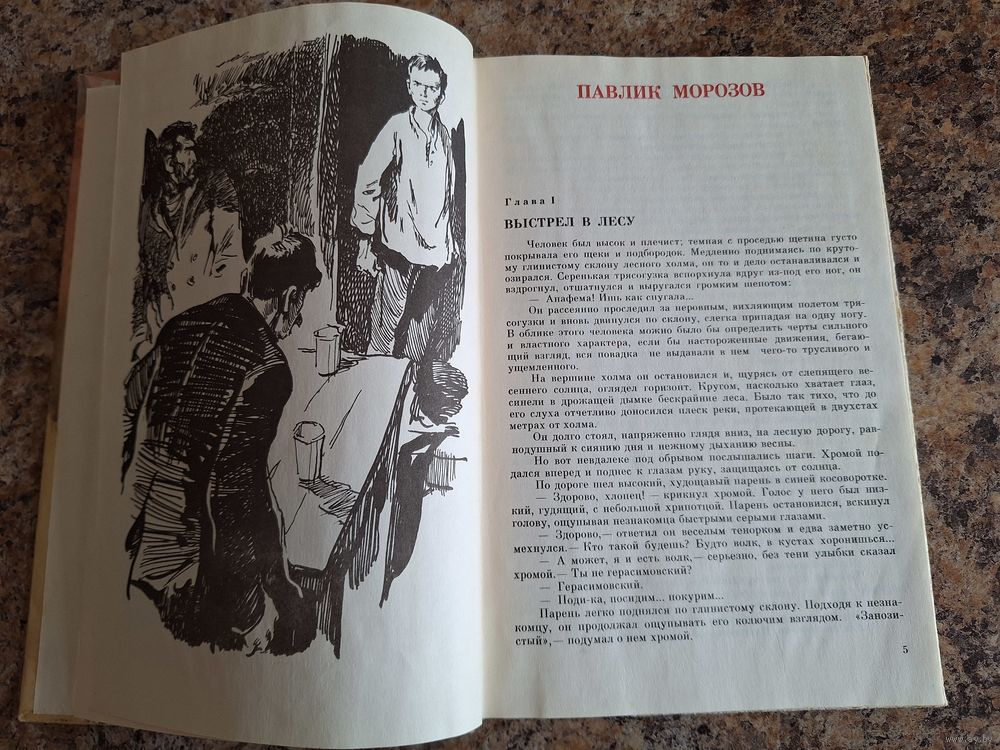 ПАВЛИК МОРОЗОВ
Глава I
ВЫСТРЕЛ В ЛЕСУ
Человек был высок и плечист; темная с проседью щетина густо
покрывала его щеки и подбородок. Медленно поднимаясь по круто-
му глинистому склону лесного холма, он то и дело останавливался и
озирался. Серенькая трясогузка вспорхнула вдруг из-под его ног, он
вздрогнул, отшатнулся и выругался громким шепотом:
— Анафема! Ишь как спугала...
Он рассеянно проследил за неровным, вихляющим полетом тря-
согузки и вновь двинулся по склону, слегка припадая на одну ногу.
В облике этого человека можно было бы определить черты сильного
и властного характера, если бы настороженные движения, бегаю-
щий взгляд, вся повадка не выдавали в нем чего-то трусливого и
ущемленного.
На вершине холма он остановился и, щурясь от слепящего ве-
сеннего солнца, оглядел горизонт. Кругом, насколько хватает глаз,
синели в дрожащей дымке бескрайние леса. Было так тихо, что до
его слуха отчетливо доносился плеск реки, протекающей в двухстах
метрах от холма.
Он долго стоял, напряженно глядя вниз, на лесную дорогу, рав-
нодушный к сиянию дня и нежному дыханию весны.
Но вот невдалеке под обрывом послышались шаги. Хромой по-
дался вперед и поднес к глазам руку, защищаясь от солнца.
По дороге шел высокий, худощавый парень в синей косоворотке.
— Здорово, хлопец! — крикнул хромой. Голос у него был низ-
кий, гудящий, с небольшой хрипотцой. Парень остановился, вскинул
голову, ощупывая незнакомца быстрыми серыми глазами.
— Здорово,— ответил он веселым тенорком и едва заметно ус-
мехнулся.— Кто такой будешь? Будто волк, в кустах хоронишься...
— А может, я и есть волк,— серьезно, без тени улыбки сказал
хромой.— Ты не герасимовский?
— Герасимовский.
— Поди-ка, посидим... покурим...
Парень легко поднялся по глинистому склону. Подходя к незна-
комцу, он продолжал ощупывать его колючим взглядом. «Занози-
стый»,— подумал о нем хромой.
5
www.ay.by